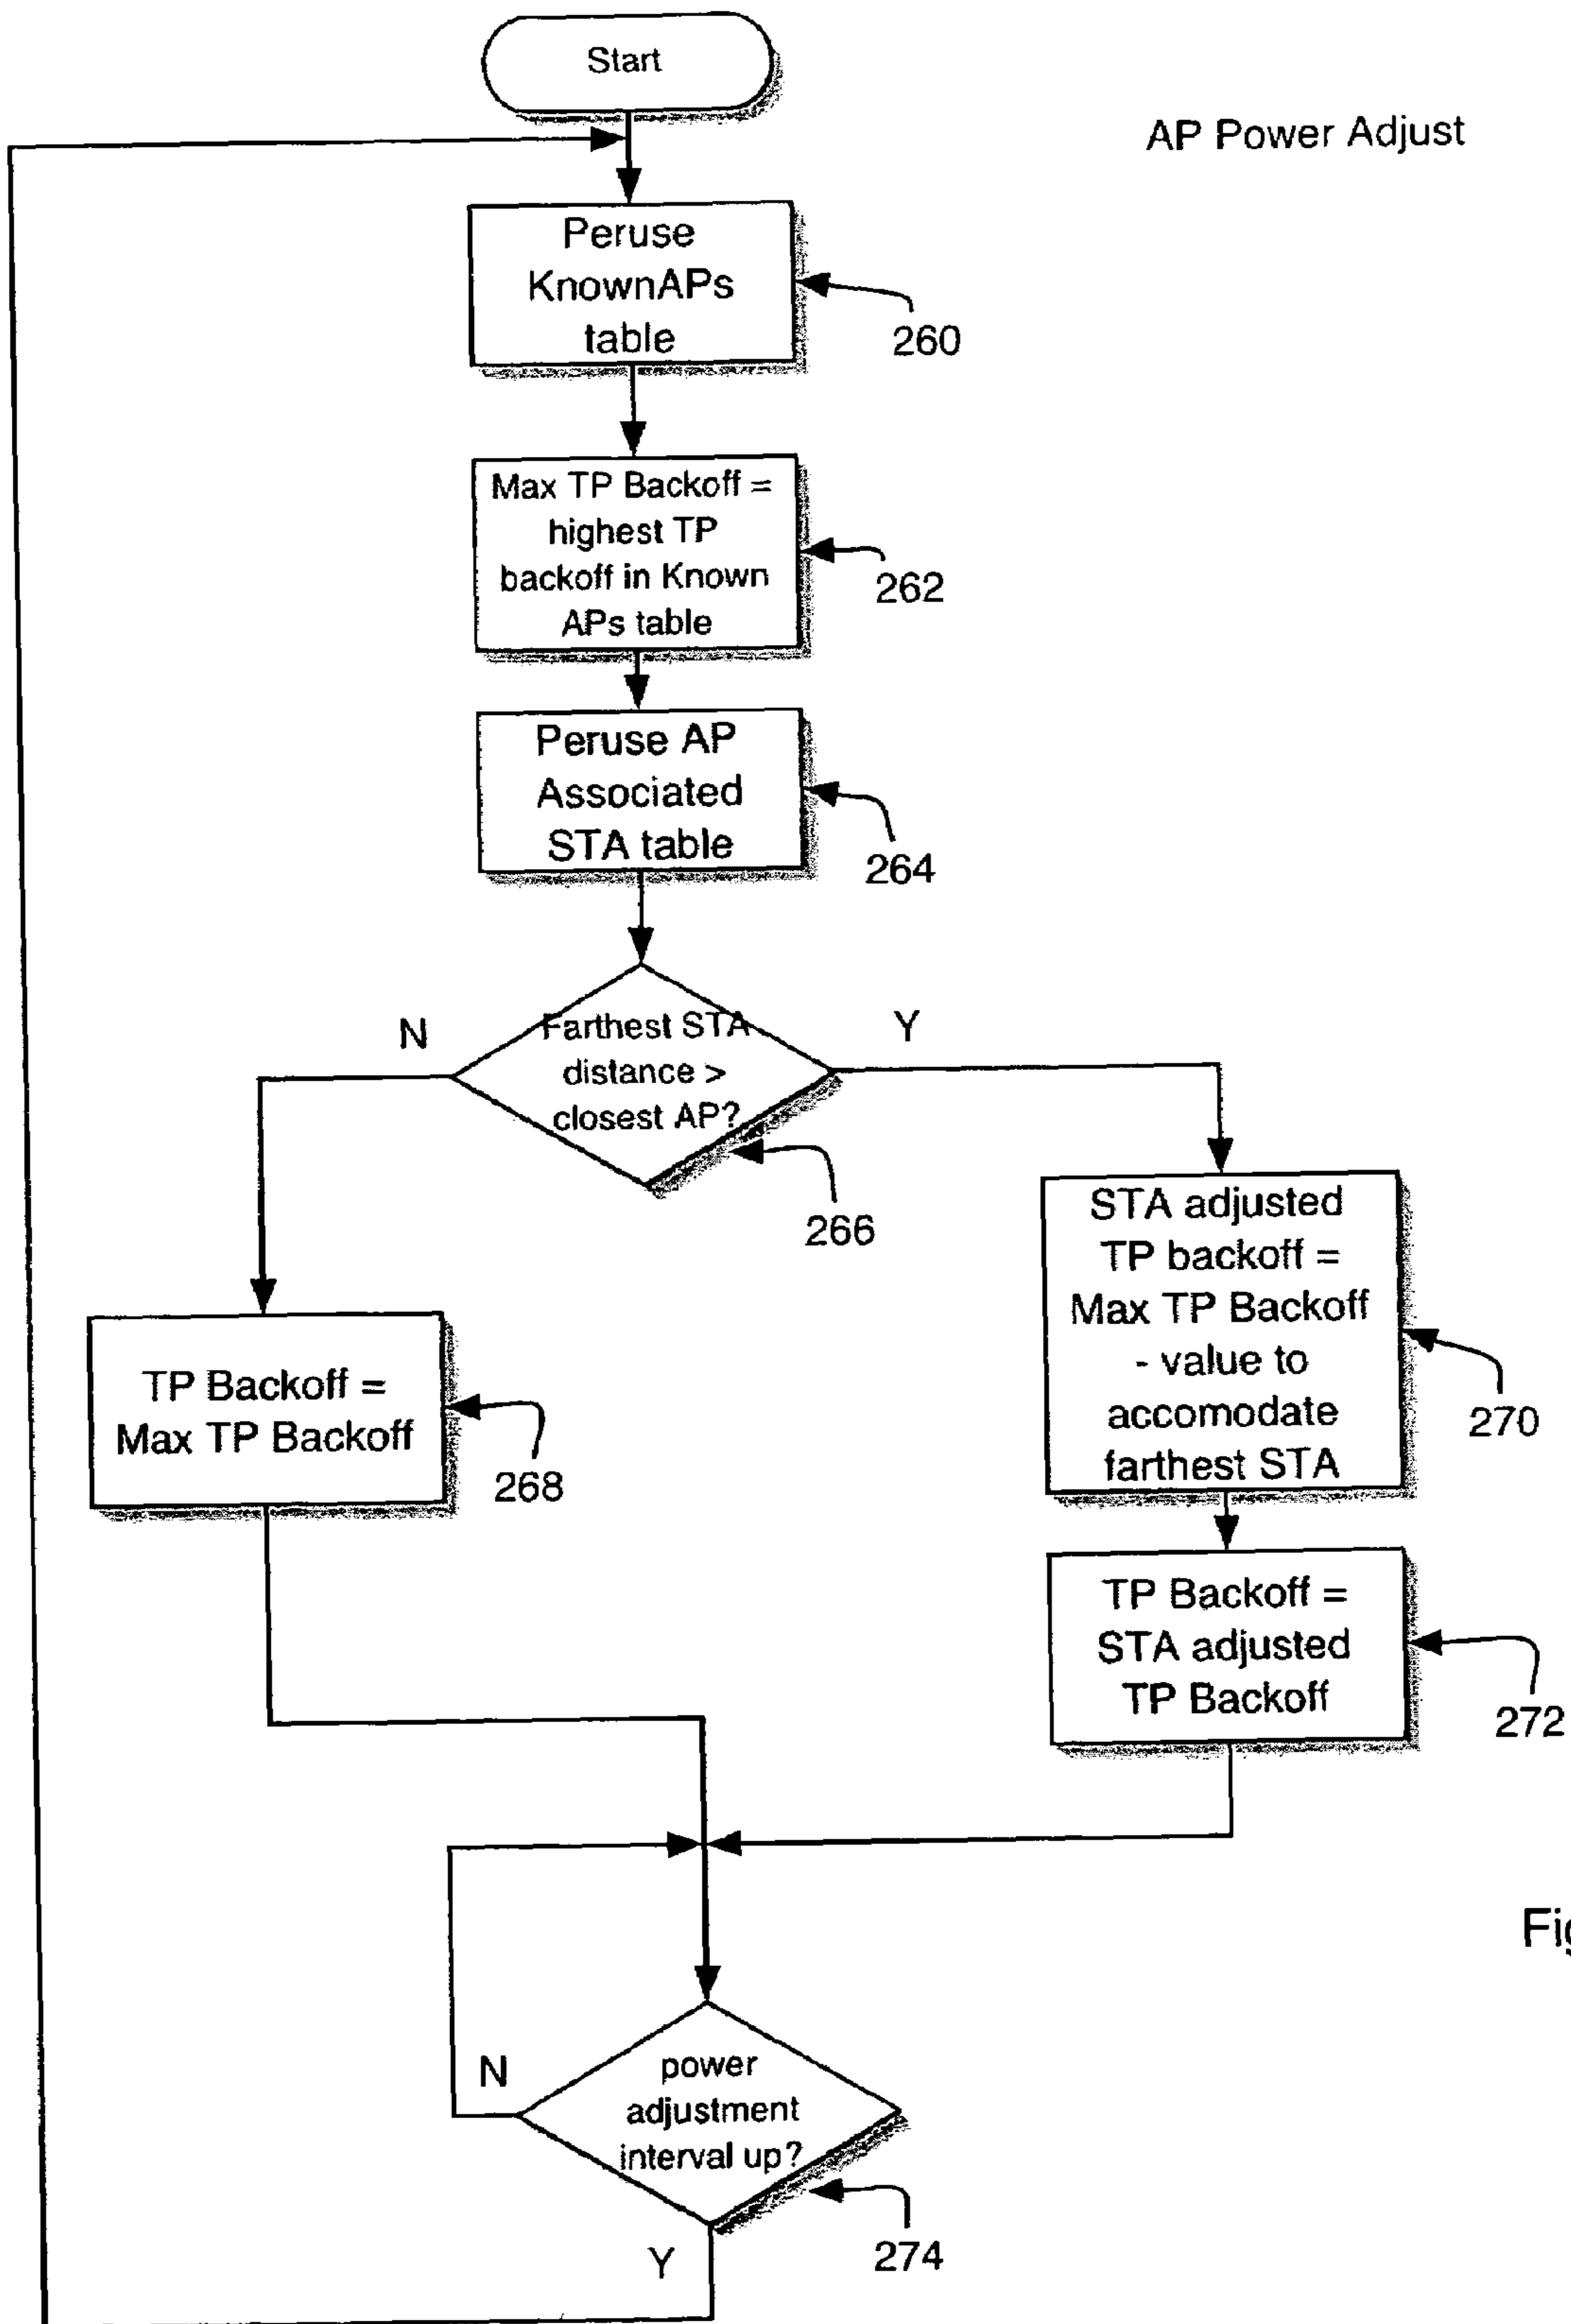 Start
AP Power Adjust
Peruse
KnownAPs
table
260
Max TP Backoff =
highest TP
backoff in Known
APs table
262
Peruse AP
Associated
STA table
264
N
Farthest STA
distance >
closest AP?
Y
266
STA adjusted
TP backoff =
Max TP Backoff
- value to
accomodate
farthest STA
270
TP Backoff =
Max TP Backoff
268
TP Backoff =
STA adjusted
TP Backoff
272
N
power
adjustment
interval up?
Y
274